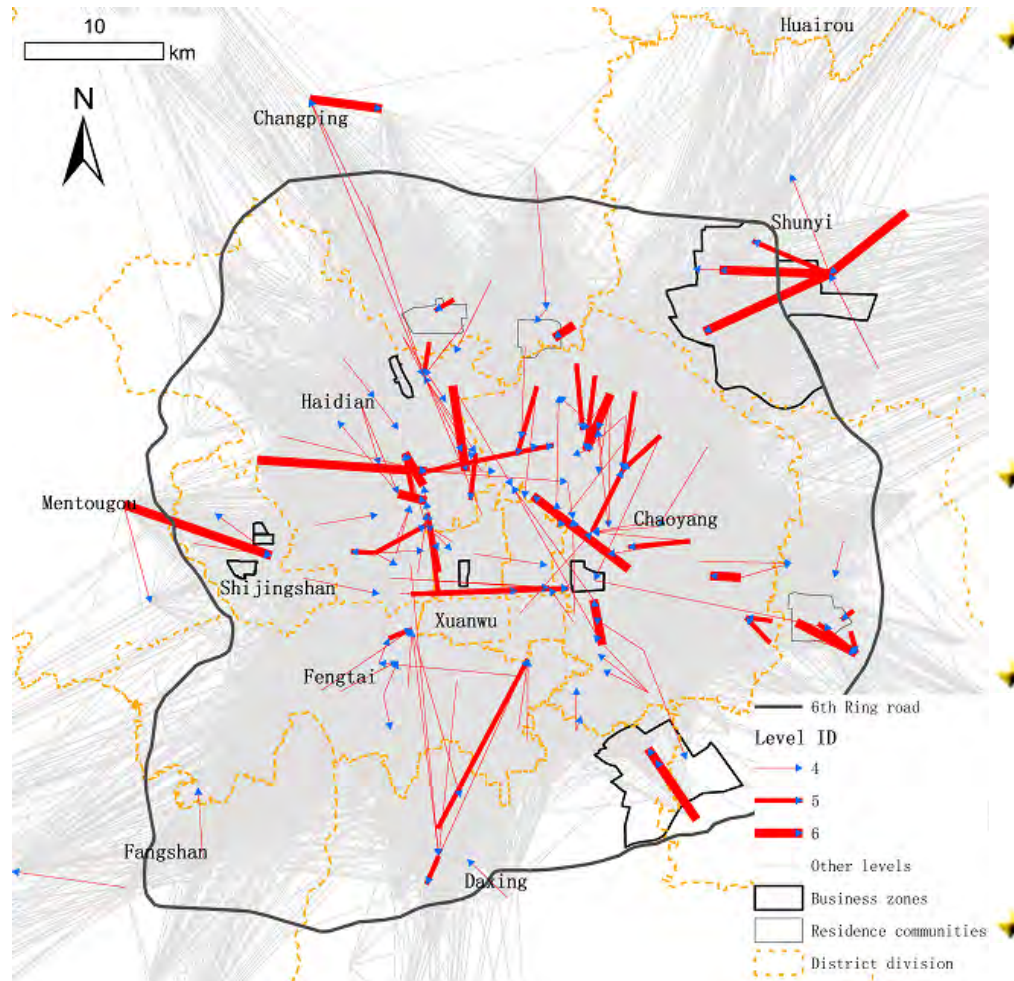 10
km
N
Huairou
Changping
Shunyi
Haidian
Mentougou
Chaoyang
Shijingshan
Xuanwu
Fengtai
Fangshan
Daxing
6th Ring road
Level ID
4
5
6
Other levels
Business zones
Residence communities
District division